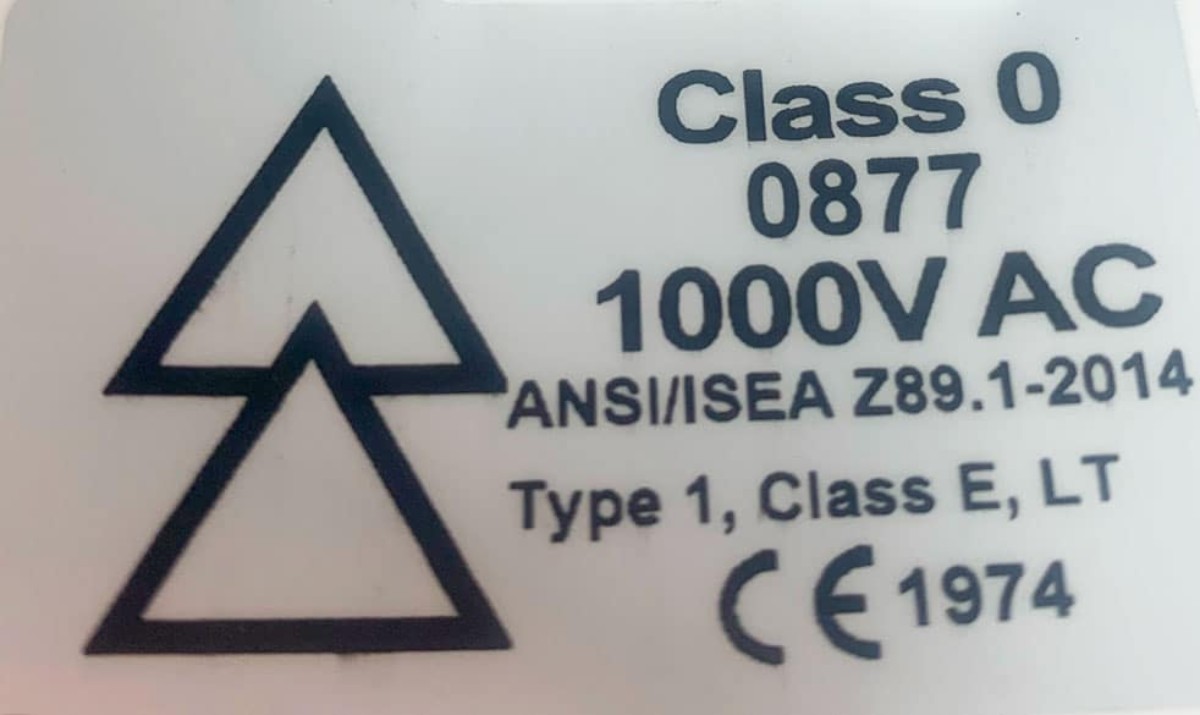 Class 0
0877
1000V AC
ANSI/ISEA Z89.1-2014
Type 1, Class E, LT
CE 1974